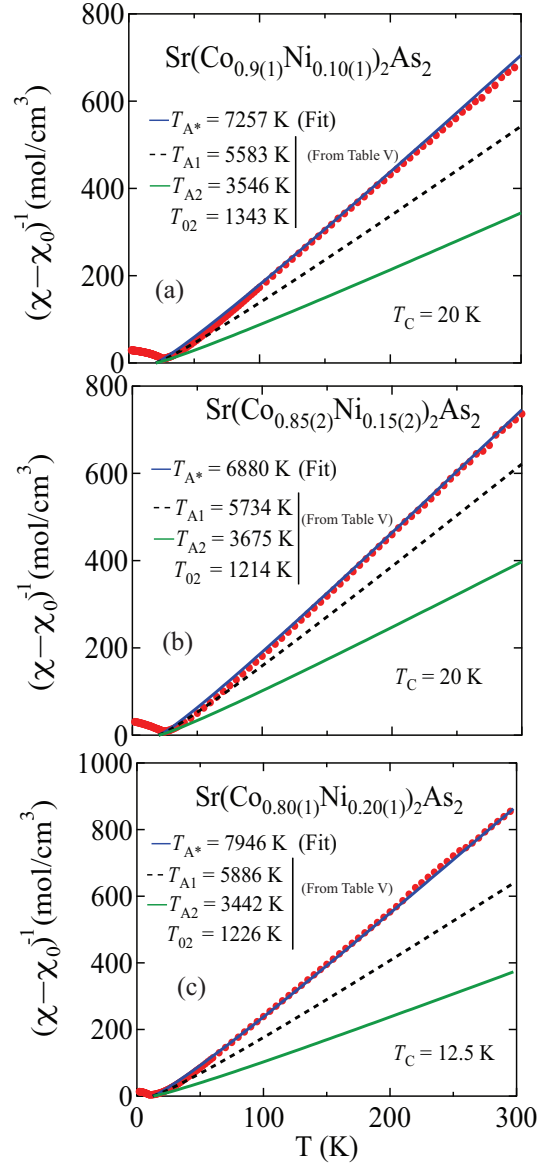 Sr(Co0.9(1)Ni0.10(1))2As2
TA* = 7257 K (Fit)
TA1 = 5583 K
TA2 = 3546 K
T02 = 1343 K
(From Table V)
(a)
TC = 20 K
(χ−χ0)-1 (mol/cm3)
800
600
400
200
0
Sr(Co0.85(2)Ni0.15(2))2As2
TA* = 6880 K (Fit)
TA1 = 5734 K
TA2 = 3675 K
T02 = 1214 K
(From Table V)
(b)
TC = 20 K
(χ−χ0)-1 (mol/cm3)
800
600
400
200
0
Sr(Co0.80(1)Ni0.20(1))2As2
TA* = 7946 K (Fit)
TA1 = 5886 K
TA2 = 3442 K
T02 = 1226 K
(From Table V)
(c)
TC = 12.5 K
(χ−χ0)-1 (mol/cm3)
1000
800
600
400
200
0
0 100 200 300
T (K)